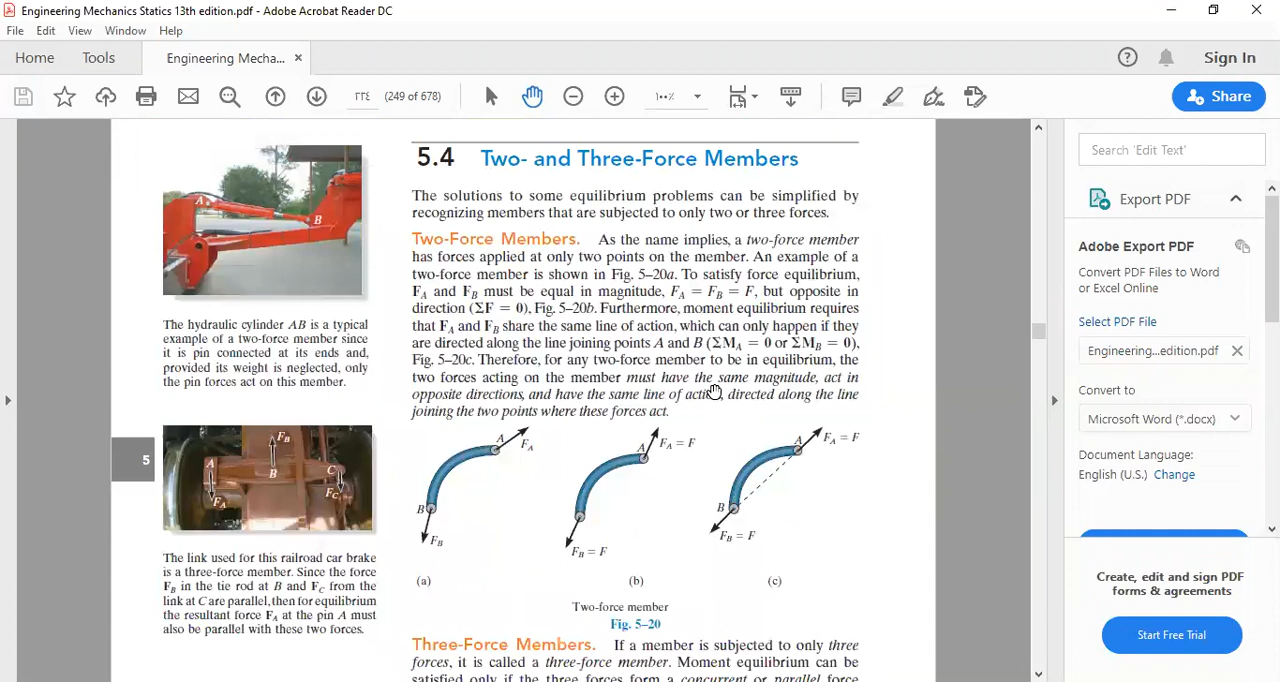 Engineering Mechanics Statics 13th edition.pdf - Adobe Acrobat Reader DC
File Edit View Window Help
Home Tools Engineering Mecha... × Sign In
٢٢٤ (249 of 678) ١٠٠٪ Share
5.4 Two- and Three-Force Members
The solutions to some equilibrium problems can be simplified by
recognizing members that are subjected to only two or three forces.
Two-Force Members. As the name implies, a two-force member
has forces applied at only two points on the member. An example of a
two-force member is shown in Fig. 5–20a. To satisfy force equilibrium,
F_A and F_B must be equal in magnitude, F_A = F_B = F, but opposite in
direction (ΣF = 0), Fig. 5–20b. Furthermore, moment equilibrium requires
that F_A and F_B share the same line of action, which can only happen if they
are directed along the line joining points A and B (ΣM_A = 0 or ΣM_B = 0),
Fig. 5–20c. Therefore, for any two-force member to be in equilibrium, the
two forces acting on the member must have the same magnitude, act in
opposite directions, and have the same line of action, directed along the line
joining the two points where these forces act.
A F_A
B F_B
(a)
A F_A = F
F_B = F
(b)
A F_A = F
B F_B = F
(c)
Two-force member
Fig. 5–20
Three-Force Members. If a member is subjected to only three
forces, it is called a three-force member. Moment equilibrium can be
satisfied only if the three forces form a concurrent or parallel force
A
B
The hydraulic cylinder AB is a typical
example of a two-force member since
it is pin connected at its ends and,
provided its weight is neglected, only
the pin forces act on this member.
5
F_B
A B C
F_A F_C
The link used for this railroad car brake
is a three-force member. Since the force
F_B in the tie rod at B and F_C from the
link at C are parallel, then for equilibrium
the resultant force F_A at the pin A must
also be parallel with these two forces.
Search 'Edit Text'
Export PDF
Adobe Export PDF
Convert PDF Files to Word
or Excel Online
Select PDF File
Engineering...edition.pdf ×
Convert to
Microsoft Word (*.docx)
Document Language:
English (U.S.) Change
Create, edit and sign PDF
forms & agreements
Start Free Trial